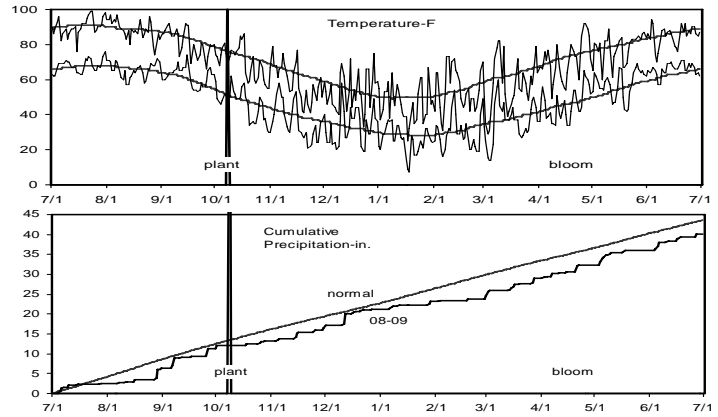 100
Temperature-F
80
60
40
20
plant
bloom
0
7/1 8/1 9/1 10/1 11/1 12/1 1/1 2/1 3/1 4/1 5/1 6/1 7/1
45
Cumulative
40
Precipitation-in.
35
30
25
normal
20
08-09
15
10
5
plant
bloom
0
7/1 8/1 9/1 10/1 11/1 12/1 1/1 2/1 3/1 4/1 5/1 6/1 7/1